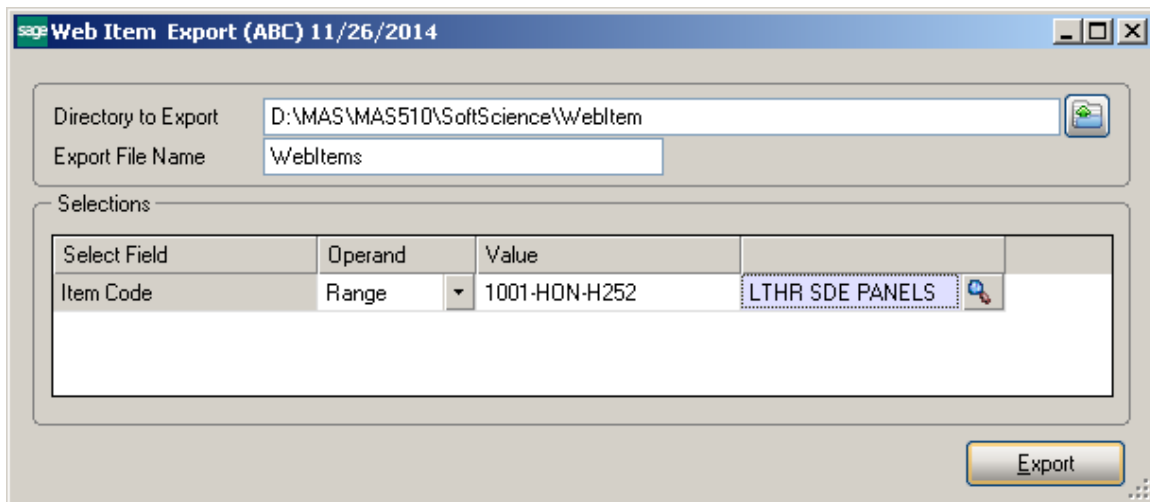 sage Web Item Export (ABC) 11/26/2014
Directory to Export D:\MAS\MAS510\SoftScience\WebItem
Export File Name WebItems
Selections
Select Field Operand Value
Item Code Range 1001-HON-H252 LTHR SDE PANELS
Export